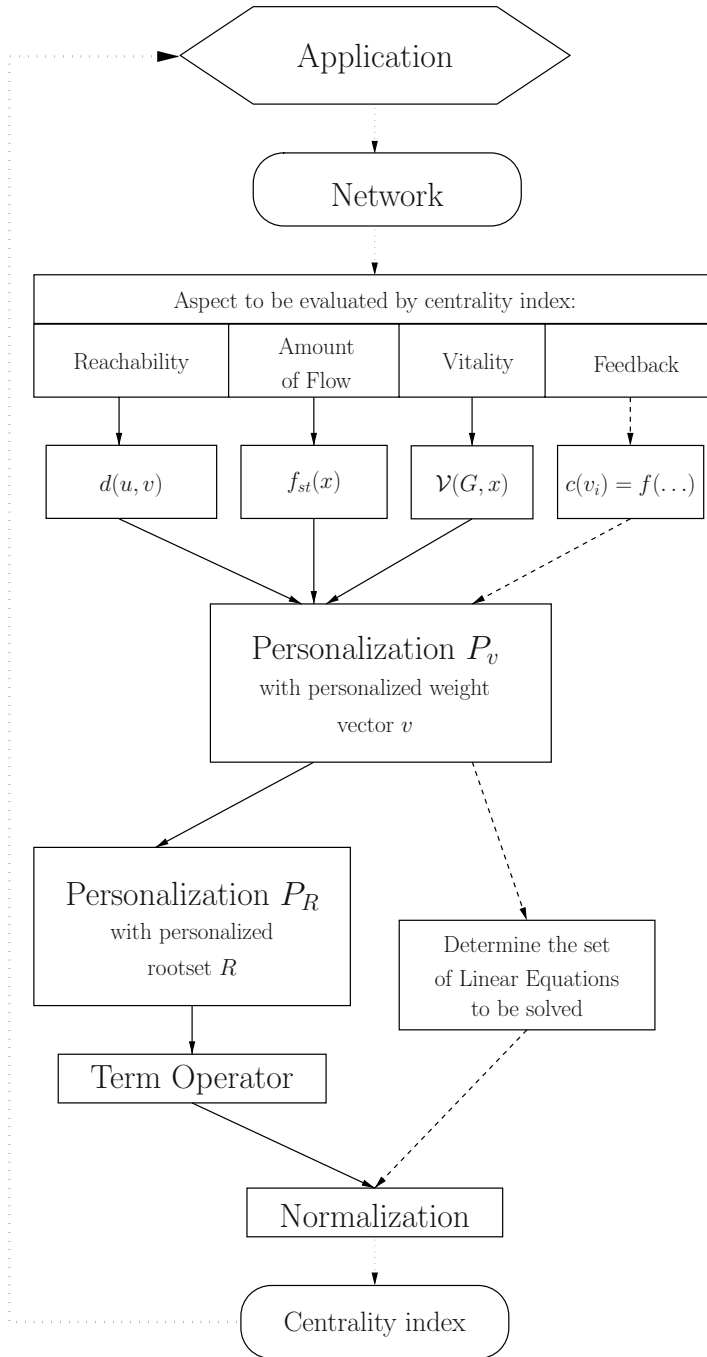 Application
Network
Aspect to be evaluated by centrality index:
Reachability
Amount
of Flow
Vitality
Feedback
d(u, v)
f_{st}(x)
𝒱(G, x)
c(v_i) = f(...)
Personalization P_v
with personalized weight
vector v
Personalization P_R
with personalized
rootset R
Determine the set
of Linear Equations
to be solved
Term Operator
Normalization
Centrality index